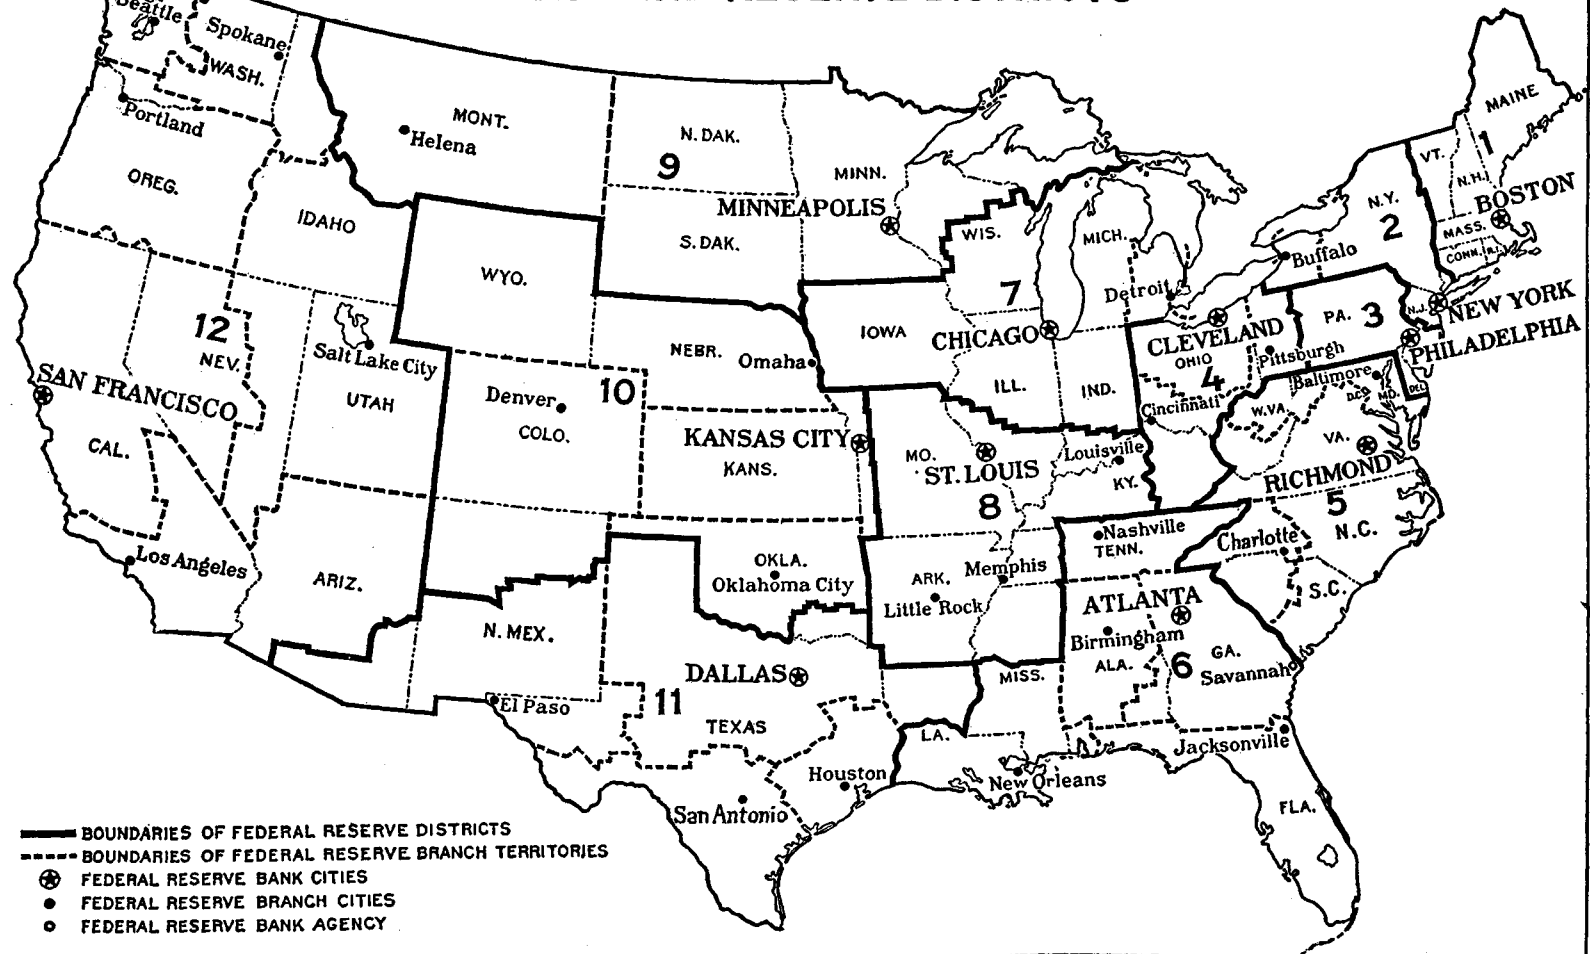 RESERVE DISTRICTS
Seattle
Spokane
WASH.
Portland
OREG.
IDAHO
MONT.
Helena
N. DAK.
9
MINN.
MINNEAPOLIS
S. DAK.
WYO.
WIS.
MICH.
7
Detroit
MAINE
1
VT.
N.H.
BOSTON
N.Y.
2
MASS.
CONN.
R.I.
Buffalo
NEW YORK
N.J.
PA.
3
PHILADELPHIA
12
NEV.
Salt Lake City
SAN FRANCISCO
UTAH
CAL.
Los Angeles
ARIZ.
NEBR.
Omaha
IOWA
CHICAGO
ILL.
IND.
CLEVELAND
OHIO
4
Pittsburgh
Cincinnati
Baltimore
D.C.
MD.
DEL.
W.VA.
VA.
RICHMOND
5
N.C.
Charlotte
S.C.
Denver
10
COLO.
KANSAS CITY
KANS.
MO.
ST. LOUIS
8
Louisville
KY.
Nashville
TENN.
Memphis
ARK.
Little Rock
OKLA.
Oklahoma City
N. MEX.
El Paso
DALLAS
11
TEXAS
Houston
San Antonio
LA.
New Orleans
MISS.
ATLANTA
Birmingham
ALA.
6
GA.
Savannah
Jacksonville
FLA.
BOUNDARIES OF FEDERAL RESERVE DISTRICTS
BOUNDARIES OF FEDERAL RESERVE BRANCH TERRITORIES
FEDERAL RESERVE BANK CITIES
FEDERAL RESERVE BRANCH CITIES
FEDERAL RESERVE BANK AGENCY